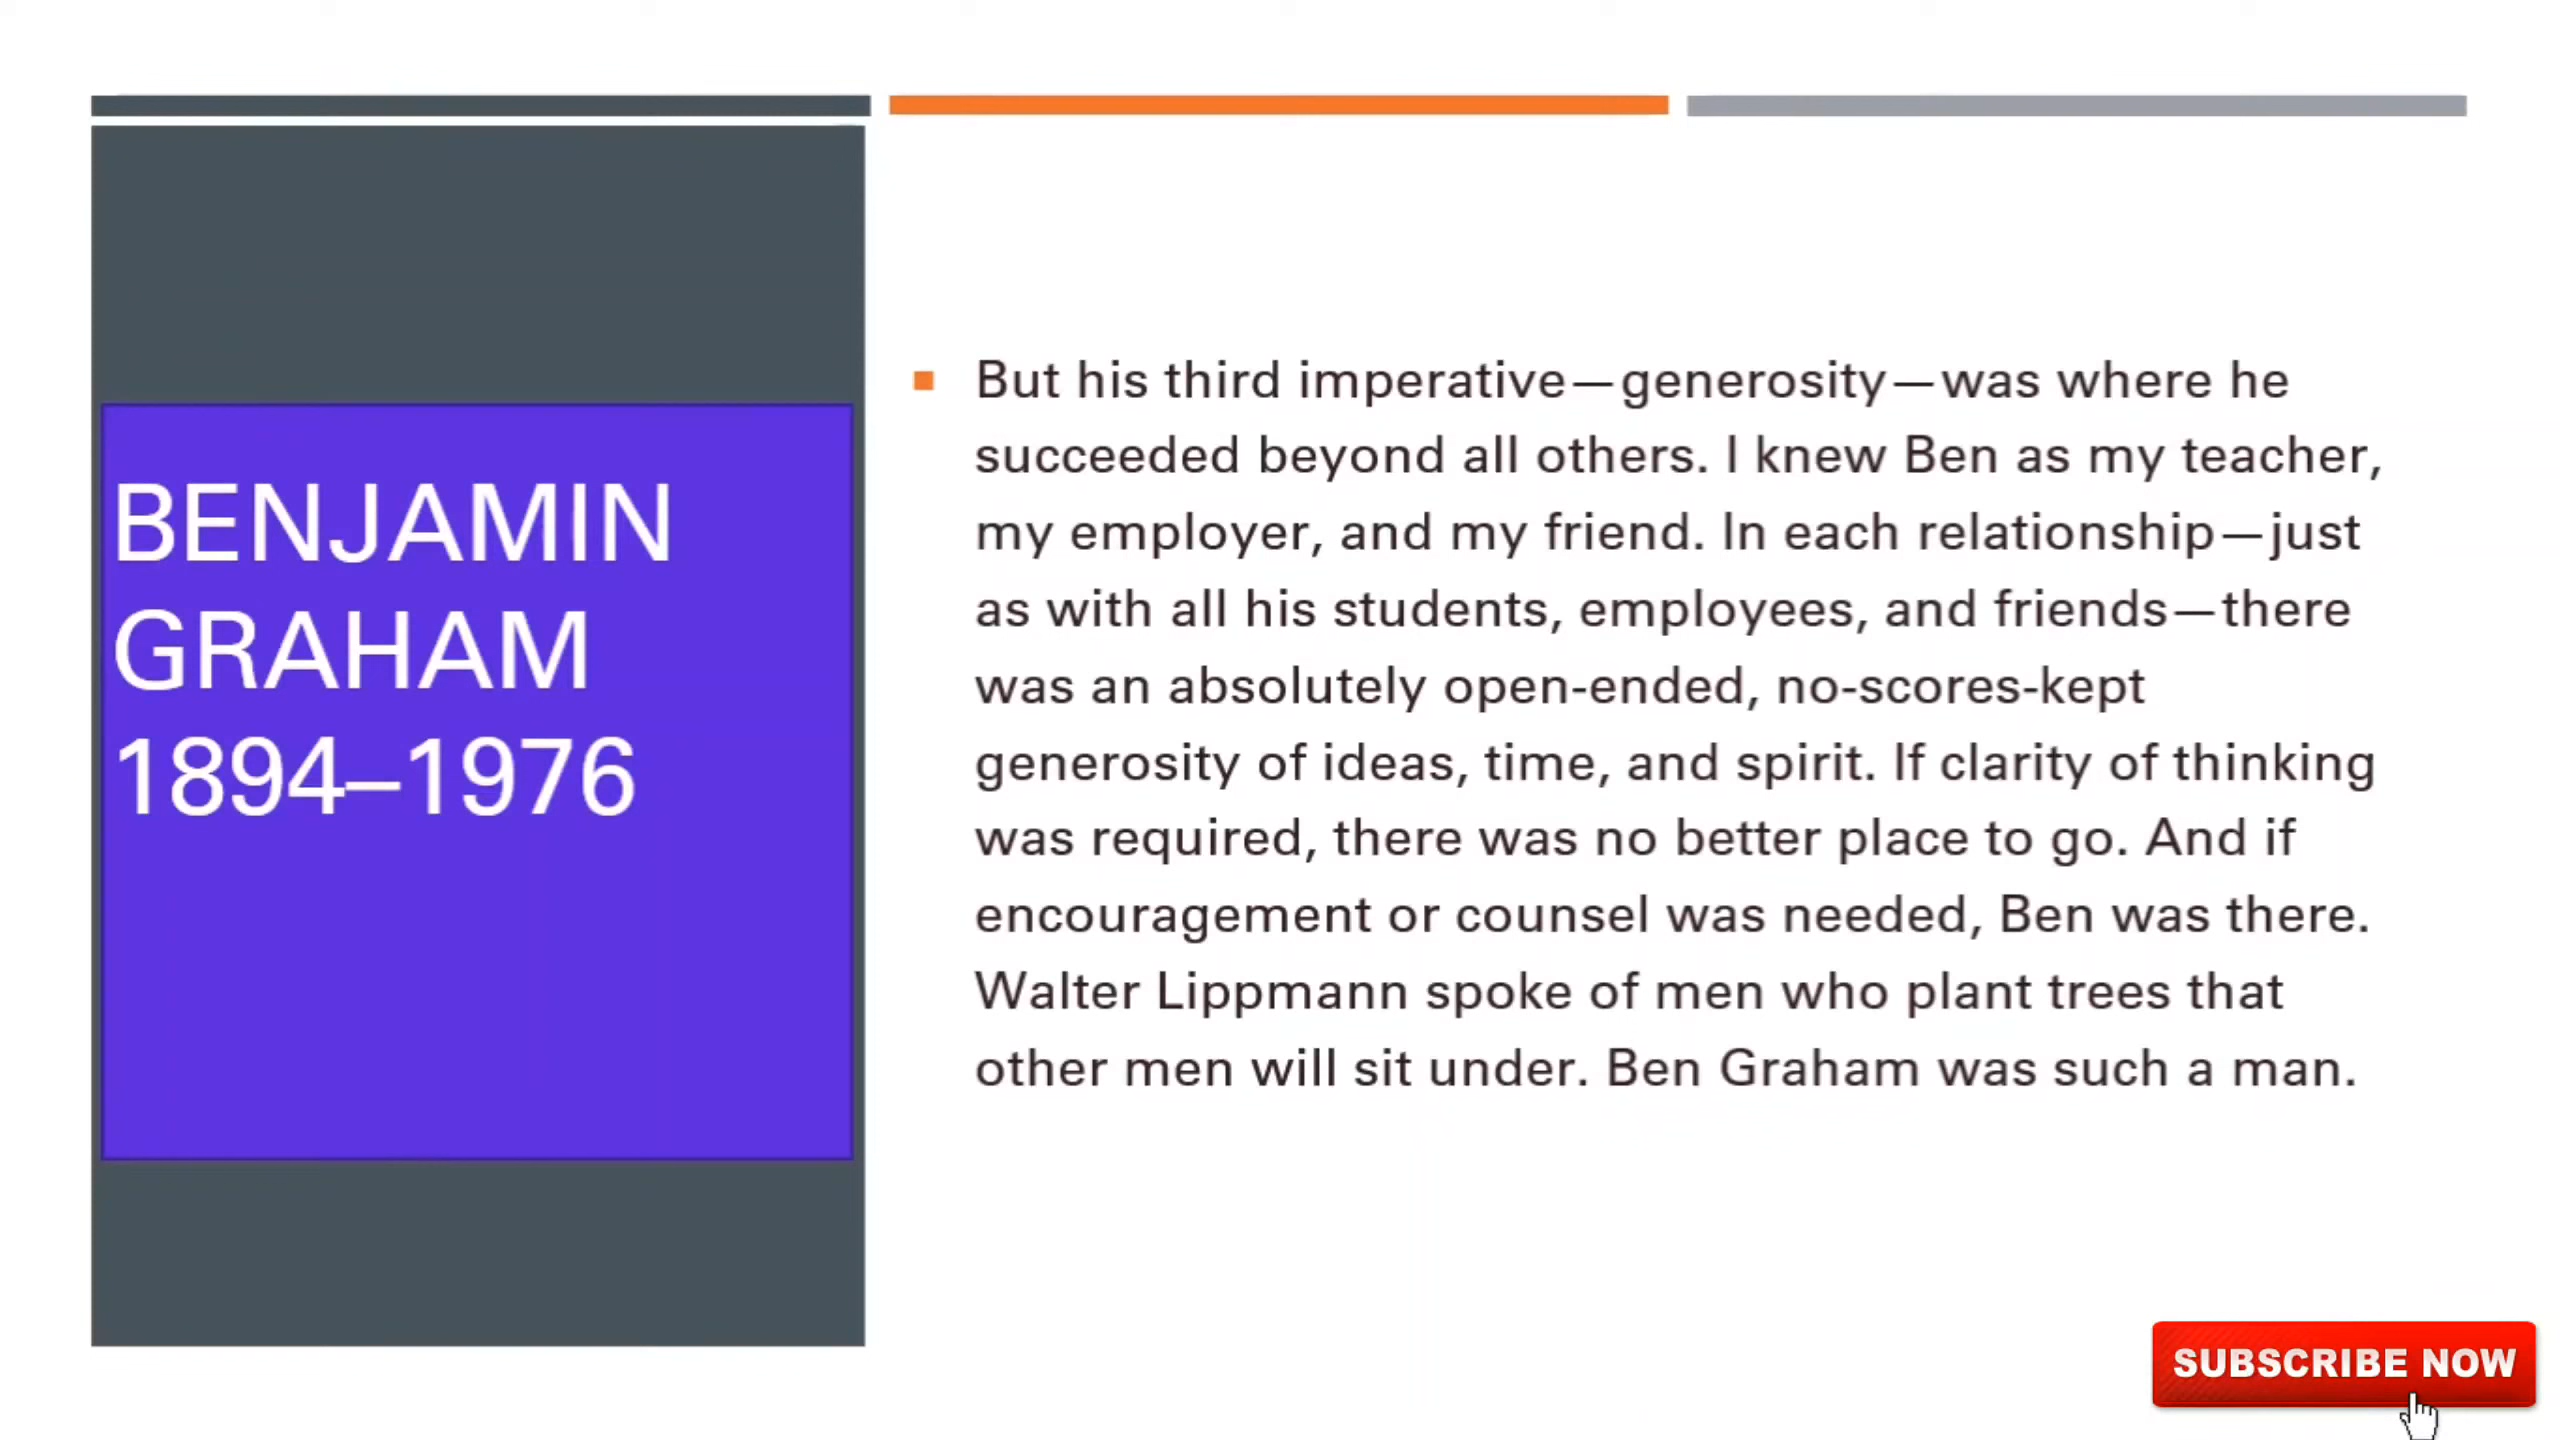 BENJAMIN
GRAHAM
1894–1976
But his third imperative—generosity—was where he
succeeded beyond all others. I knew Ben as my teacher,
my employer, and my friend. In each relationship—just
as with all his students, employees, and friends—there
was an absolutely open-ended, no-scores-kept
generosity of ideas, time, and spirit. If clarity of thinking
was required, there was no better place to go. And if
encouragement or counsel was needed, Ben was there.
Walter Lippmann spoke of men who plant trees that
other men will sit under. Ben Graham was such a man.
SUBSCRIBE NOW